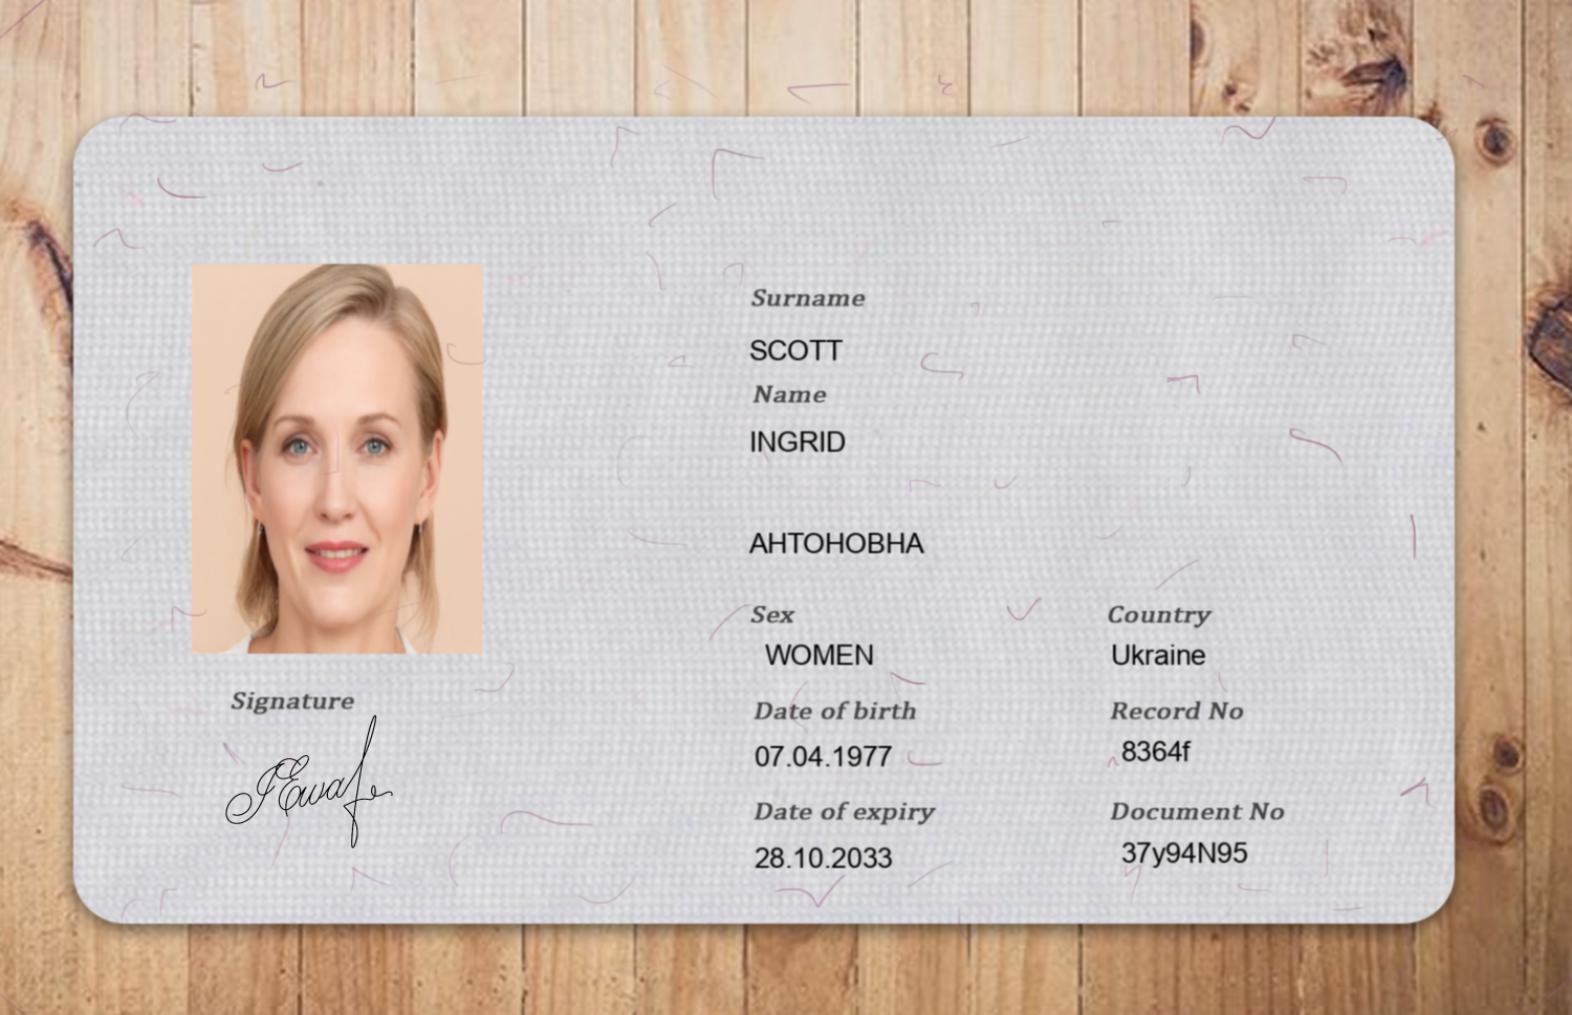 Surname
SCOTT
Name
INGRID
AHTOHOBHA
Sex
Country
WOMEN
Ukraine
Date of birth
Record No
07.04.1977
8364f
Date of expiry
Document No
28.10.2033
37y94N95
Signature